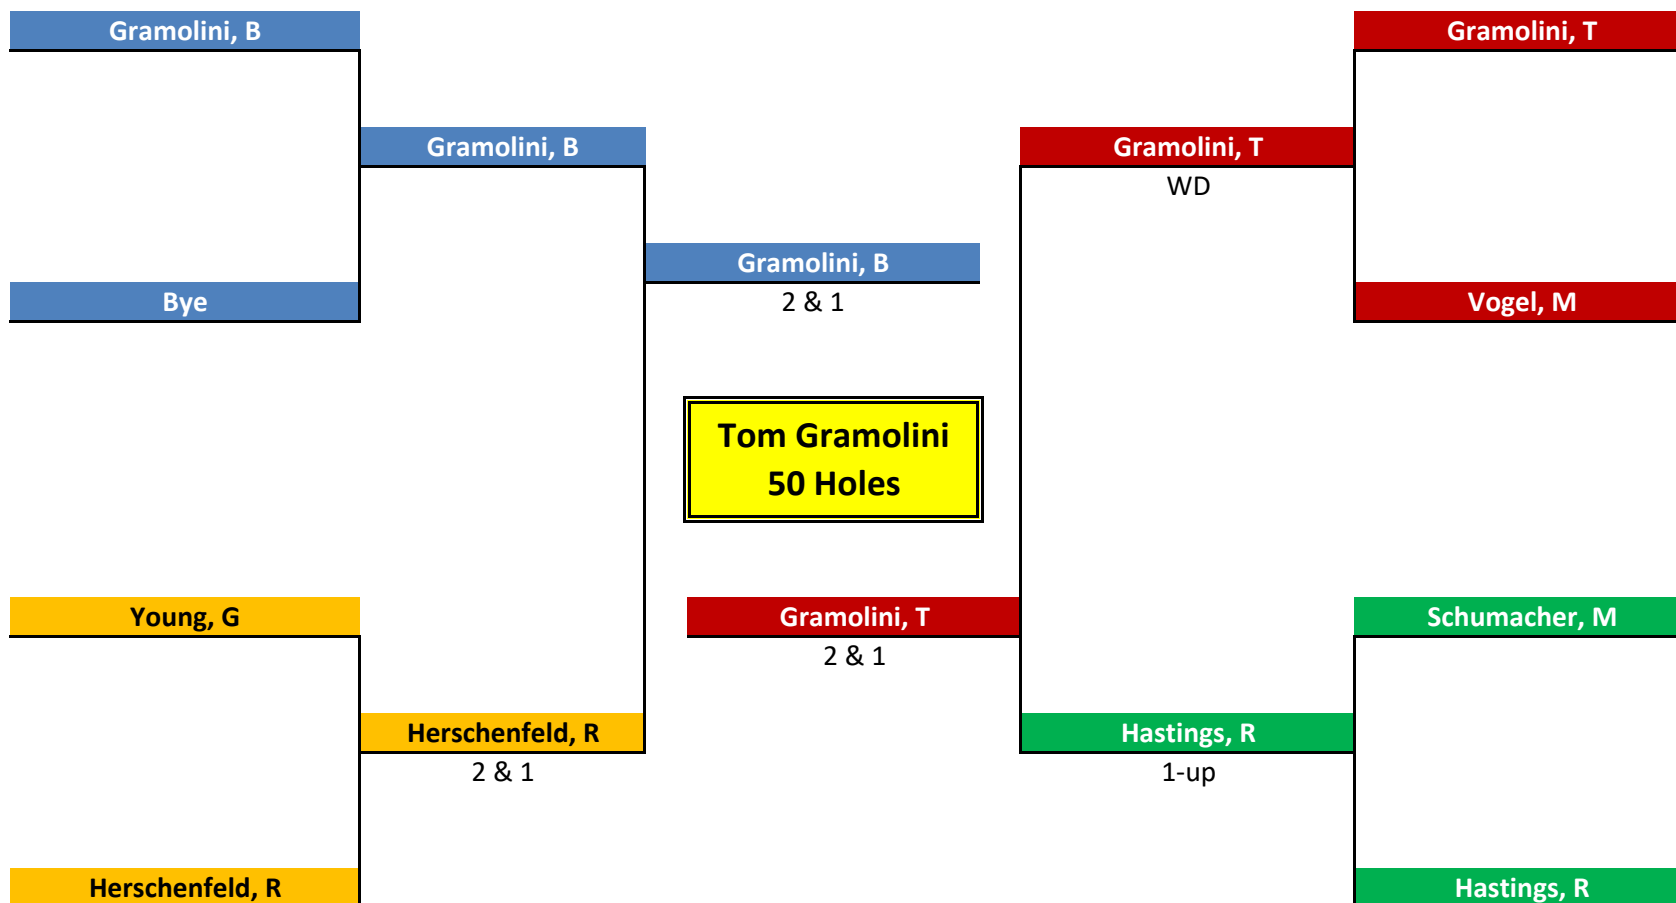 Gramolini, B
Gramolini, T
Gramolini, B
Gramolini, T
WD
Gramolini, B
2 & 1
Bye
Vogel, M
Tom Gramolini
50 Holes
Young, G
Gramolini, T
2 & 1
Schumacher, M
Herschenfeld, R
2 & 1
Hastings, R
1-up
Herschenfeld, R
Hastings, R